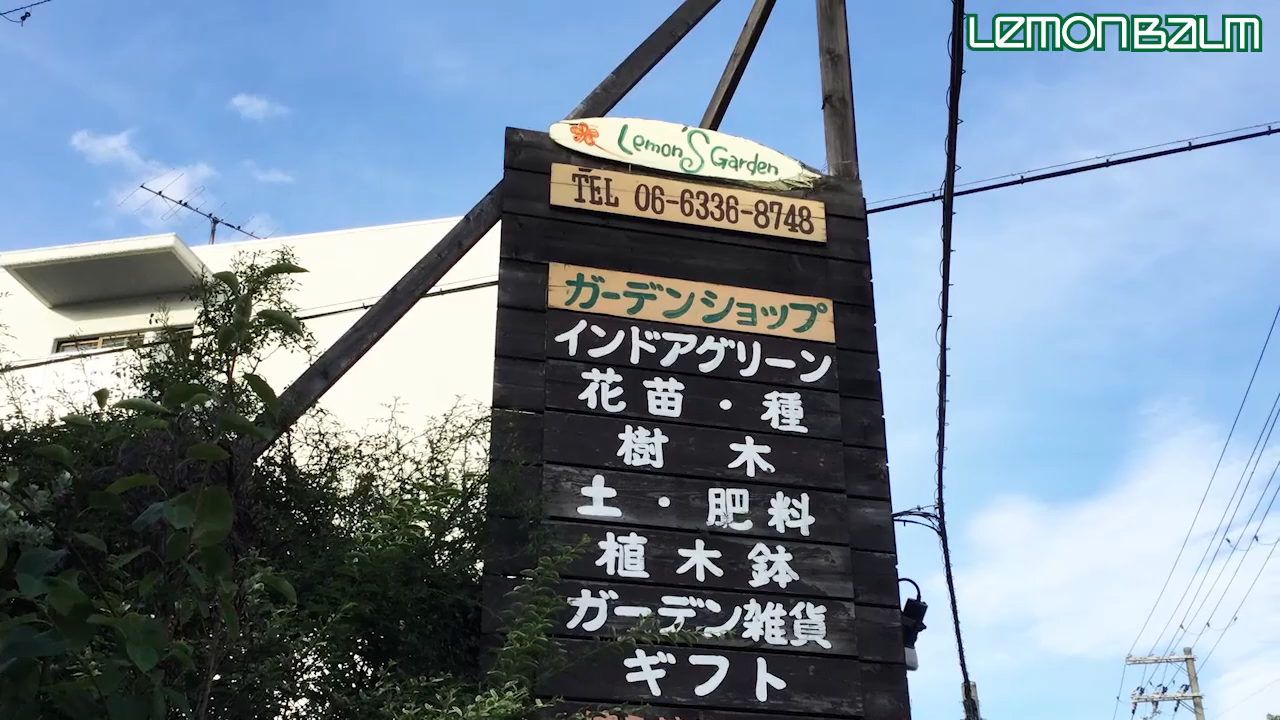 LEMONBALM
Lemon'S Garden
TEL 06-6336-8748
ガーデンショップ
インドアグリーン
花苗・種
樹木
土・肥料
植木鉢
ガーデン雑貨
ギフト